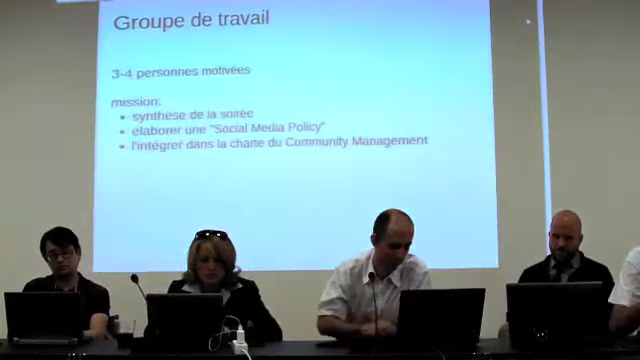 Groupe de travail
3-4 personnes motivées
mission:
• synthèse de la soirée
• élaborer une "Social Media Policy"
• l'intégrer dans la charte du Community Management